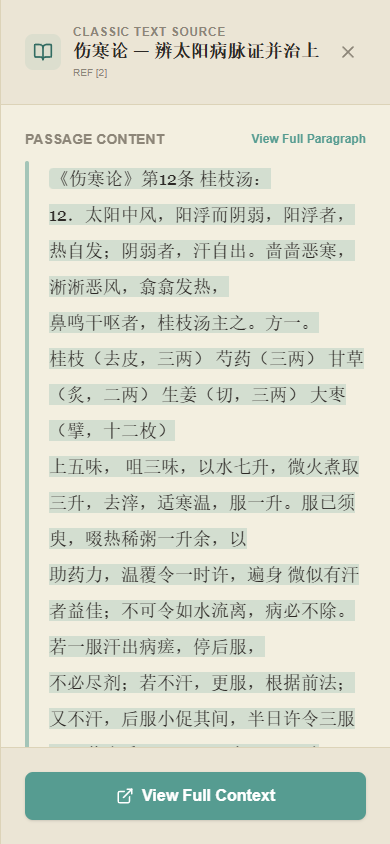 CLASSIC TEXT SOURCE
伤寒论 — 辨太阳病脉证并治上
REF [2]
PASSAGE CONTENT
View Full Paragraph
《伤寒论》第12条 桂枝汤：
12．太阳中风，阳浮而阴弱，阳浮者，
热自发；阴弱者，汗自出。啬啬恶寒，
淅淅恶风，翕翕发热，
鼻鸣干呕者，桂枝汤主之。方一。
桂枝（去皮，三两） 芍药（三两） 甘草
（炙，二两） 生姜（切，三两） 大枣
（擘，十二枚）
上五味， 咀三味，以水七升，微火煮取
三升，去滓，适寒温，服一升。服已须
臾，啜热稀粥一升余，以
助药力，温覆令一时许，遍身 微似有汗
者益佳；不可令如水流离，病必不除。
若一服汗出病瘥，停后服，
不必尽剂；若不汗，更服，根据前法；
又不汗，后服小促其间，半日许令三服
View Full Context